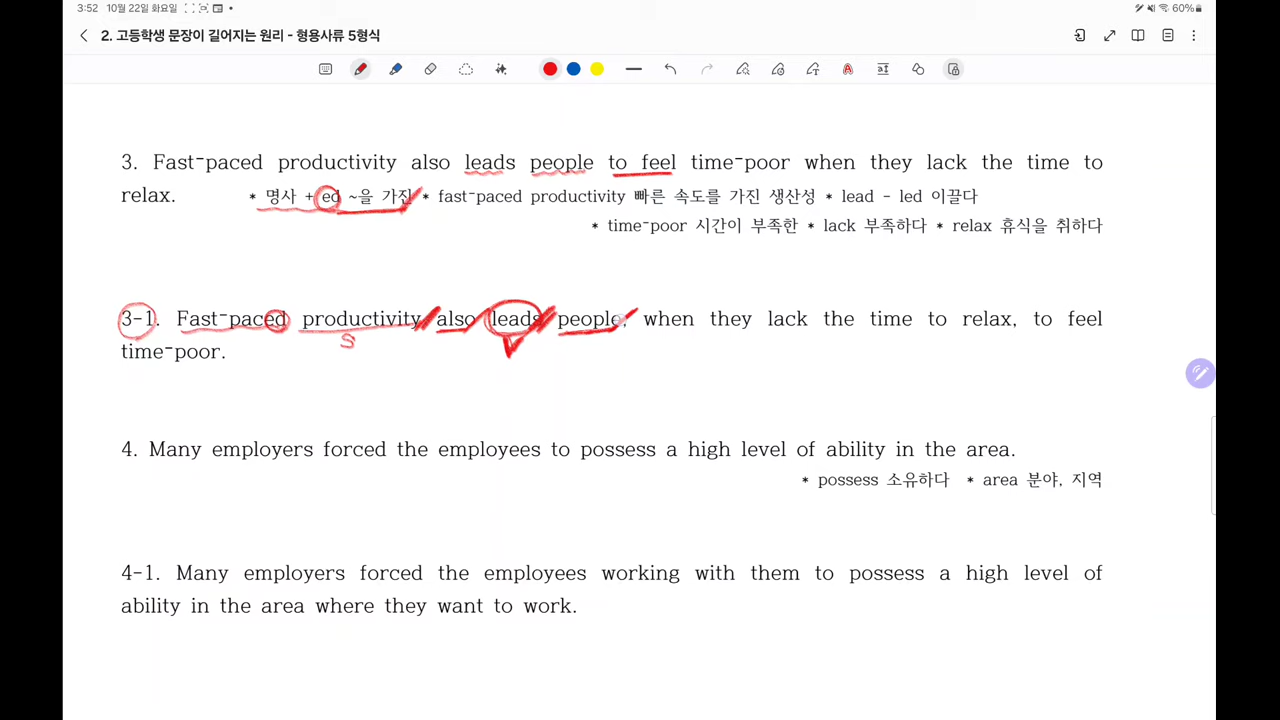 3:52 10월 22일 화요일
60%
2. 고등학생 문장이 길어지는 원리 - 형용사류 5형식
3. Fast-paced productivity also leads people to feel time-poor when they lack the time to
relax. * 명사 + ed ~을 가진 * fast-paced productivity 빠른 속도를 가진 생산성 * lead - led 이끌다
* time-poor 시간이 부족한 * lack 부족하다 * relax 휴식을 취하다
3-1. Fast-paced productivity also leads people, when they lack the time to relax, to feel
S V
time-poor.
4. Many employers forced the employees to possess a high level of ability in the area.
* possess 소유하다 * area 분야, 지역
4-1. Many employers forced the employees working with them to possess a high level of
ability in the area where they want to work.